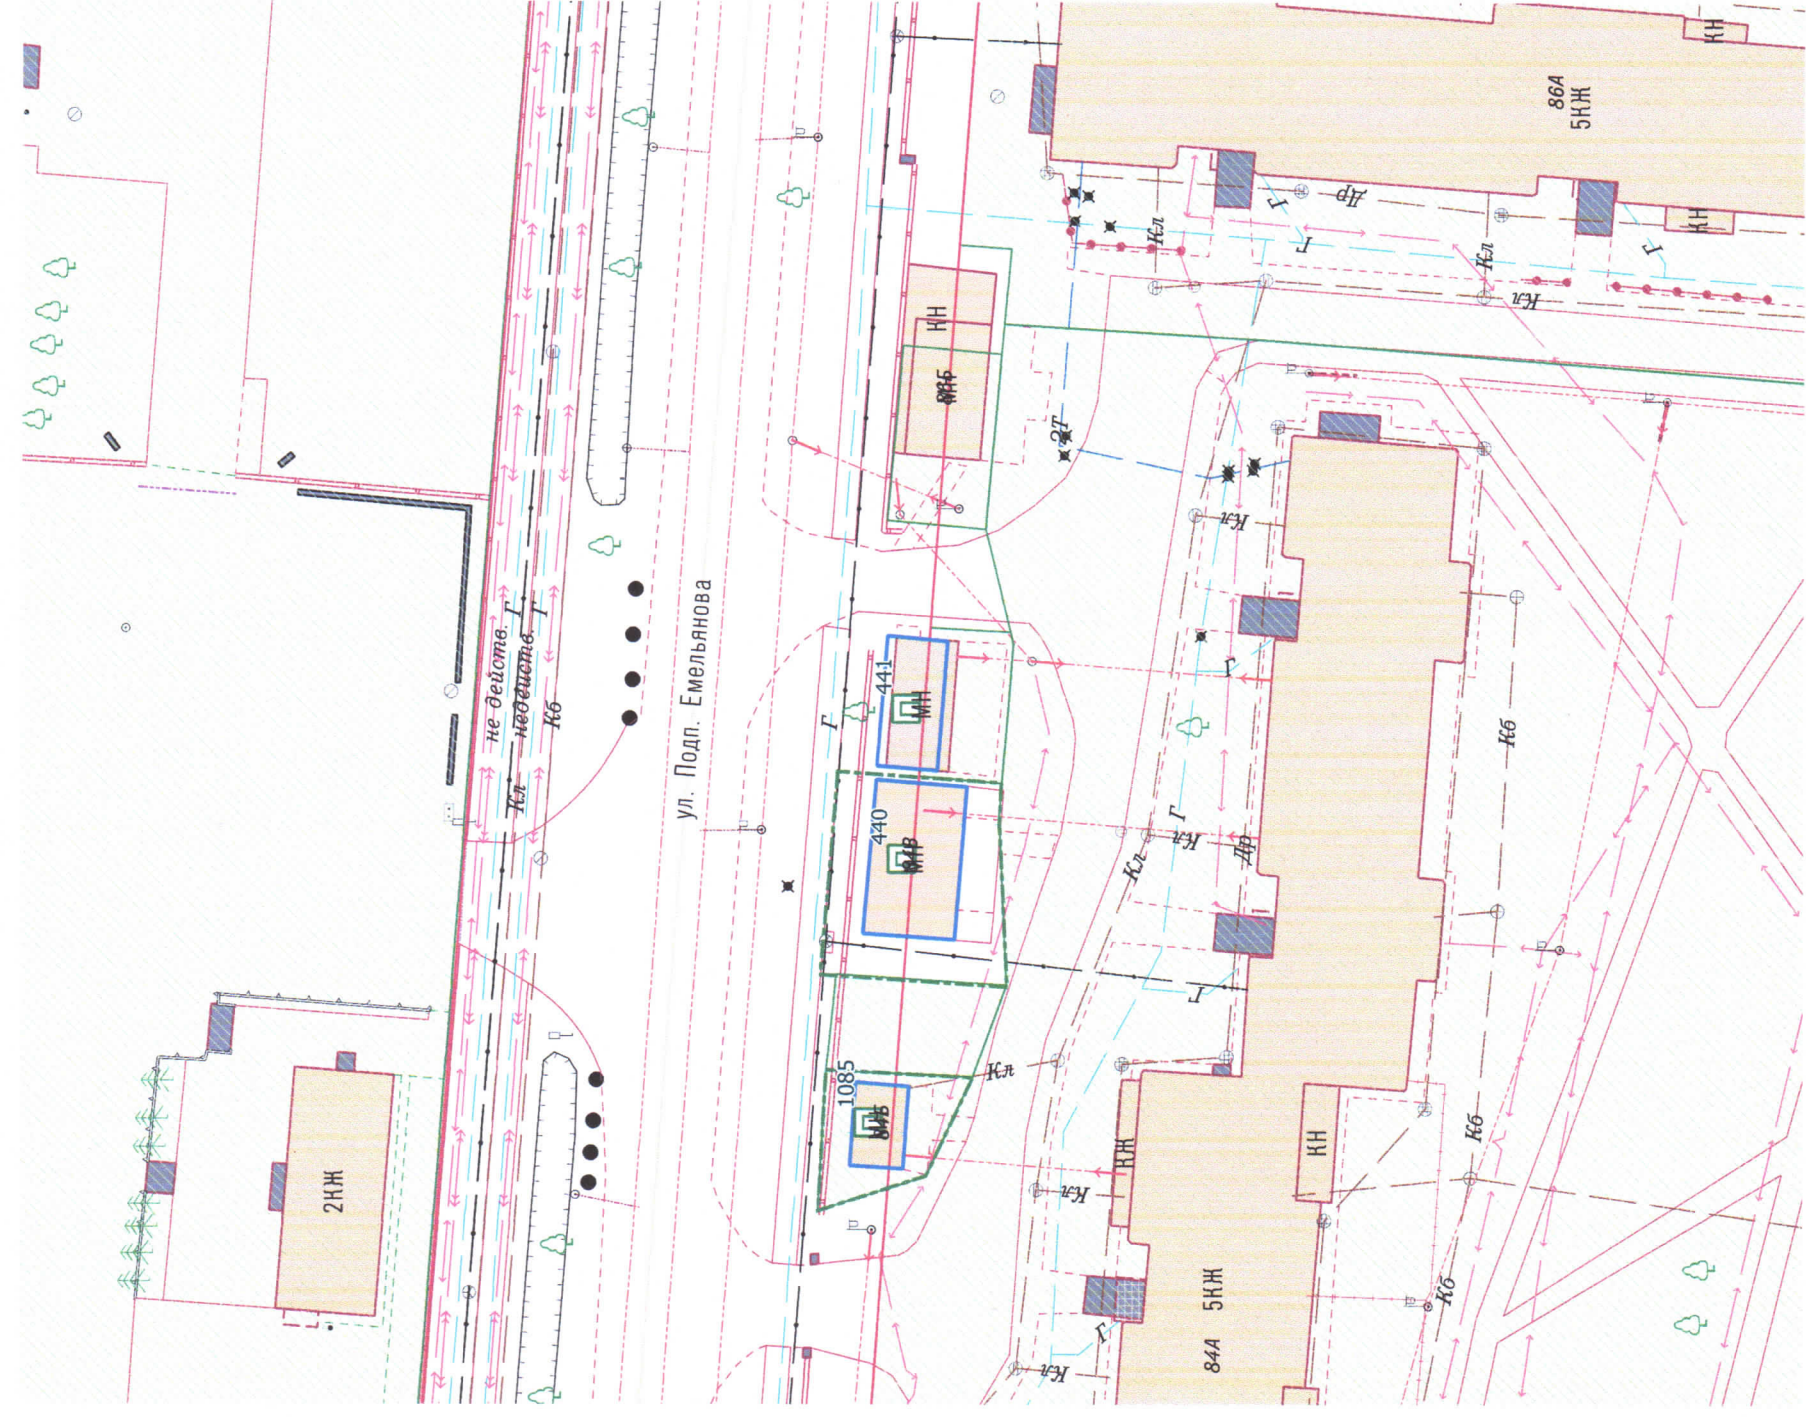 КН
86А
5КЖ
Др
Г
Кл
Г
КН
Г
Кл
Кл
КН
2Т
Кл
ул. Подп. Емельянова
не действ. Г
недейств. Г
Кб
Кл
441
МН
Г
Г
440
Кб
Г
Кл
Др
Кл
Г
1085
Кл
КЖ
КН
Кб
2КЖ
Кл
5КЖ
84А
Кб
Г
Кл